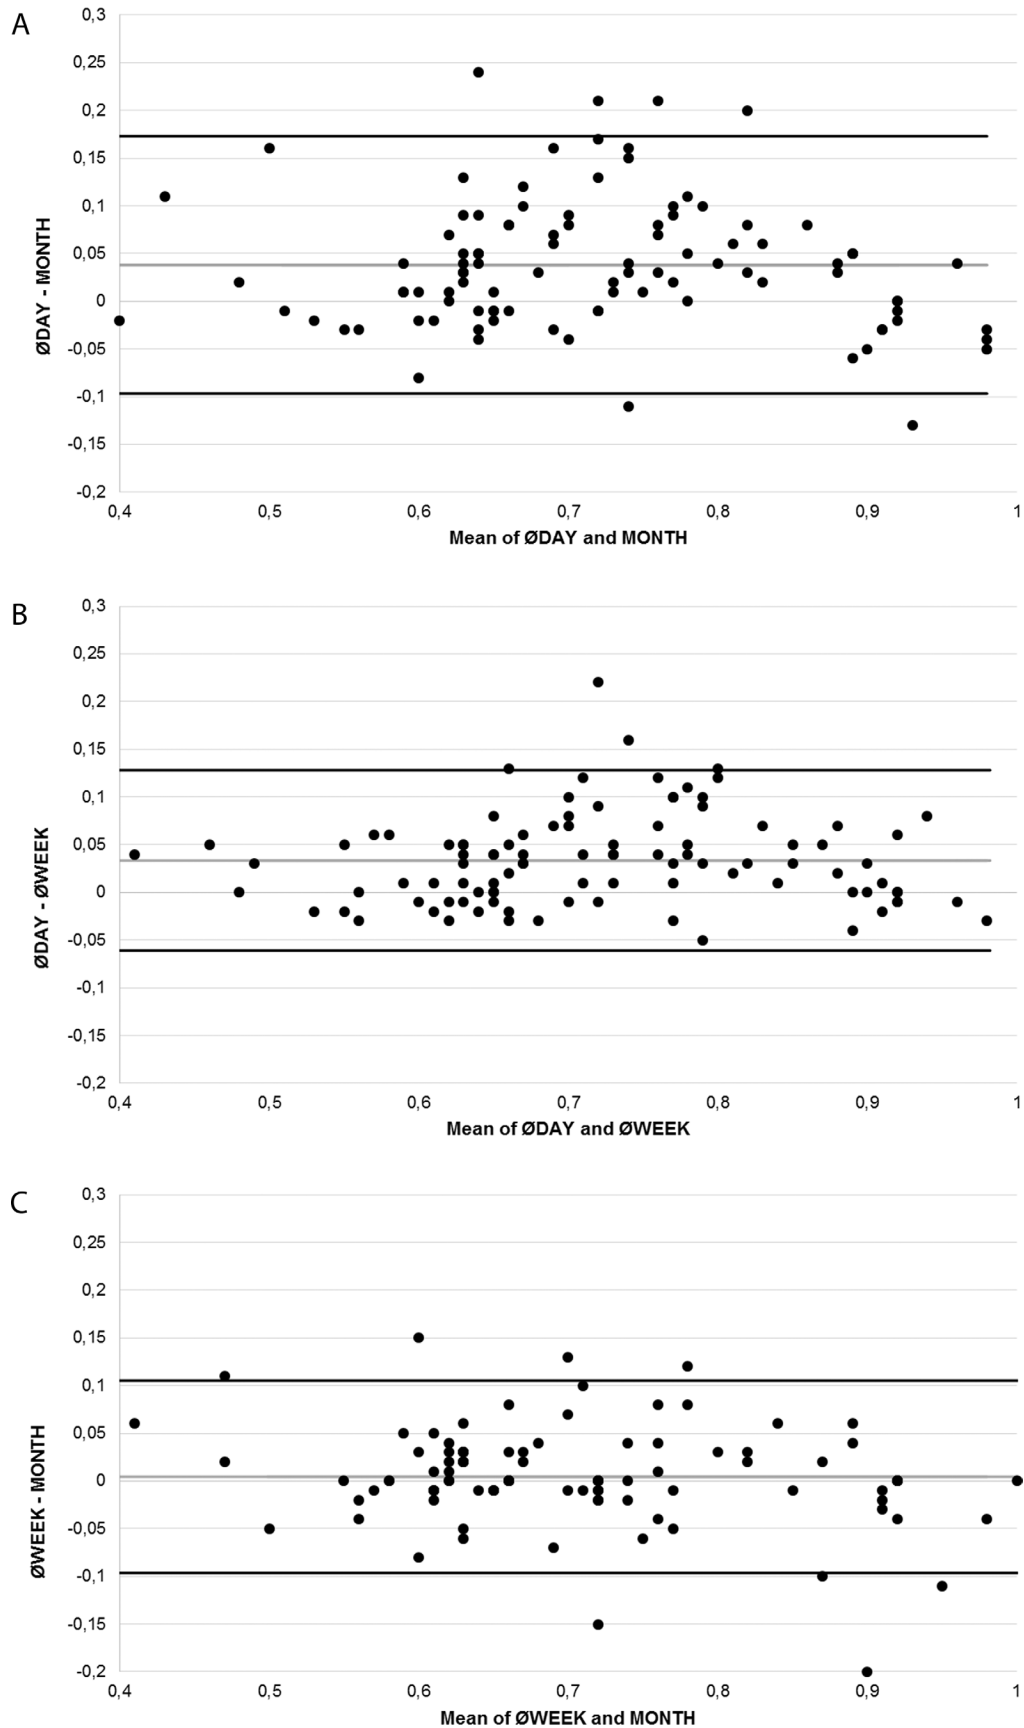 A
0,3
0,25
0,2
0,15
0,1
0,05
0
-0,05
-0,1
-0,15
-0,2
ØDAY - MONTH
0,4 0,5 0,6 0,7 0,8 0,9 1
Mean of ØDAY and MONTH
B
0,3
0,25
0,2
0,15
0,1
0,05
0
-0,05
-0,1
-0,15
-0,2
ØDAY - ØWEEK
0,4 0,5 0,6 0,7 0,8 0,9 1
Mean of ØDAY and ØWEEK
C
0,3
0,25
0,2
0,15
0,1
0,05
0
-0,05
-0,1
-0,15
-0,2
ØWEEK - MONTH
0,4 0,5 0,6 0,7 0,8 0,9 1
Mean of ØWEEK and MONTH